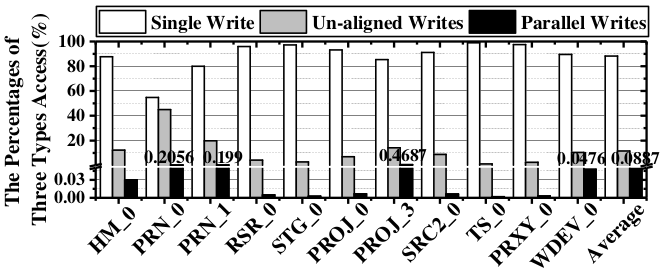 Single Write Un-aligned Writes Parallel Writes
The Percentages of
Three Types Access(%)
100
80
60
40
20
0.03
0.00
0.2056 0.199 0.4687 0.0476 0.0887
HM_0 PRN_0 PRN_1 RSR_0 STG_0 PROJ_0 PROJ_3 SRC2_0 TS_0 PRXY_0 WDEV_0 Average